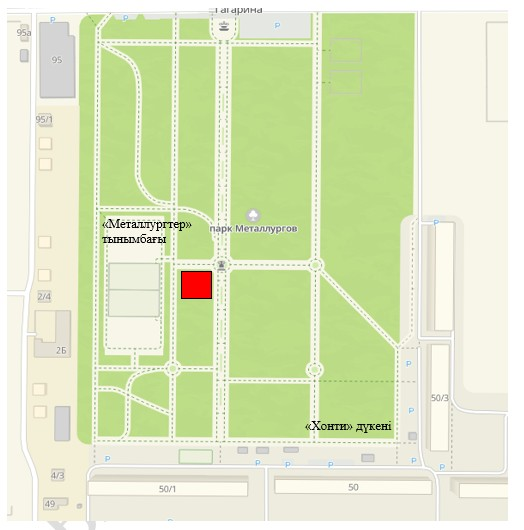 Гагарина
P
P
95а
95
95/1
«Металлургтер»
тынымбағы
парк Металлургов
P
2/4
2Б
P
P
50/3
P
«Хонти» дүкені
P
P
P
P
P
P
4/3
50/1
50
49